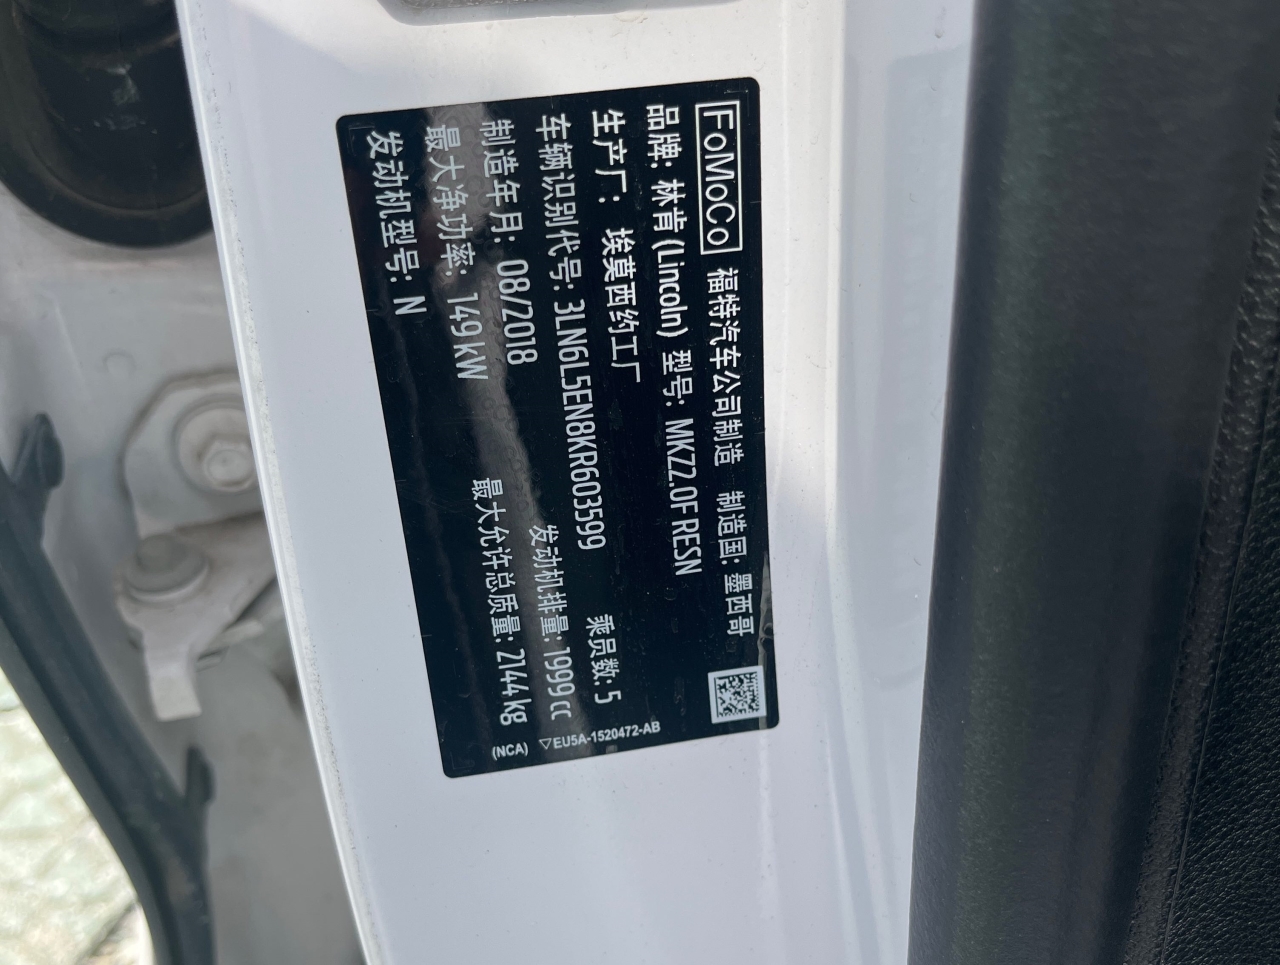 FoMoCo 福特汽车公司制造 制造国: 墨西哥
品牌: 林肯 (Lincoln) 型号: MKZ2.0F RESN
生产厂: 埃莫西约工厂
车辆识别代号: 3LN6L5EN8KR603599 乘员数: 5
制造年月: 08/2018 发动机排量: 1999 cc
最大净功率: 149 kW 最大允许总质量: 2144 kg
发动机型号: N
(NCA) ▽EU5A-1520472-AB